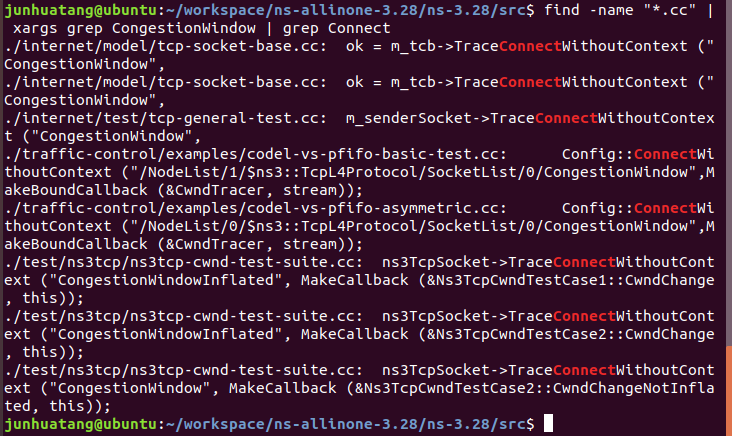 junhuatang@ubuntu:~/workspace/ns-allinone-3.28/ns-3.28/src$ find -name "*.cc" |
 xargs grep CongestionWindow | grep Connect
./internet/model/tcp-socket-base.cc:  ok = m_tcb->TraceConnectWithoutContext ("
CongestionWindow",
./internet/model/tcp-socket-base.cc:  ok = m_tcb->TraceConnectWithoutContext ("
CongestionWindow",
./internet/test/tcp-general-test.cc:  m_senderSocket->TraceConnectWithoutContex
t ("CongestionWindow",
./traffic-control/examples/codel-vs-pfifo-basic-test.cc:      Config::ConnectWi
thoutContext ("/NodeList/1/$ns3::TcpL4Protocol/SocketList/0/CongestionWindow",M
akeBoundCallback (&CwndTracer, stream));
./traffic-control/examples/codel-vs-pfifo-asymmetric.cc:      Config::ConnectWi
thoutContext ("/NodeList/0/$ns3::TcpL4Protocol/SocketList/0/CongestionWindow",M
akeBoundCallback (&CwndTracer, stream));
./test/ns3tcp/ns3tcp-cwnd-test-suite.cc:  ns3TcpSocket->TraceConnectWithoutCont
ext ("CongestionWindowInflated", MakeCallback (&Ns3TcpCwndTestCase1::CwndChange
, this));
./test/ns3tcp/ns3tcp-cwnd-test-suite.cc:  ns3TcpSocket->TraceConnectWithoutCont
ext ("CongestionWindowInflated", MakeCallback (&Ns3TcpCwndTestCase2::CwndChange
, this));
./test/ns3tcp/ns3tcp-cwnd-test-suite.cc:  ns3TcpSocket->TraceConnectWithoutCont
ext ("CongestionWindow", MakeCallback (&Ns3TcpCwndTestCase2::CwndChangeNotInfla
ted, this));
junhuatang@ubuntu:~/workspace/ns-allinone-3.28/ns-3.28/src$